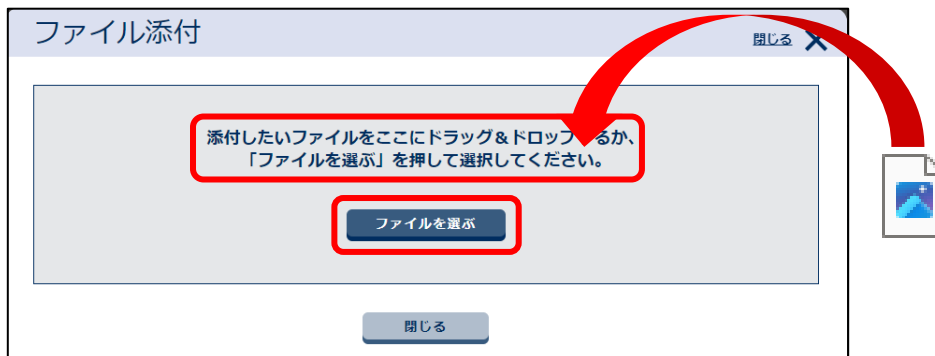 ファイル添付
閉じる
添付したいファイルをここにドラッグ&ドロップ るか、
「ファイルを選ぶ」を押して選択してください。
ファイルを選ぶ
閉じる